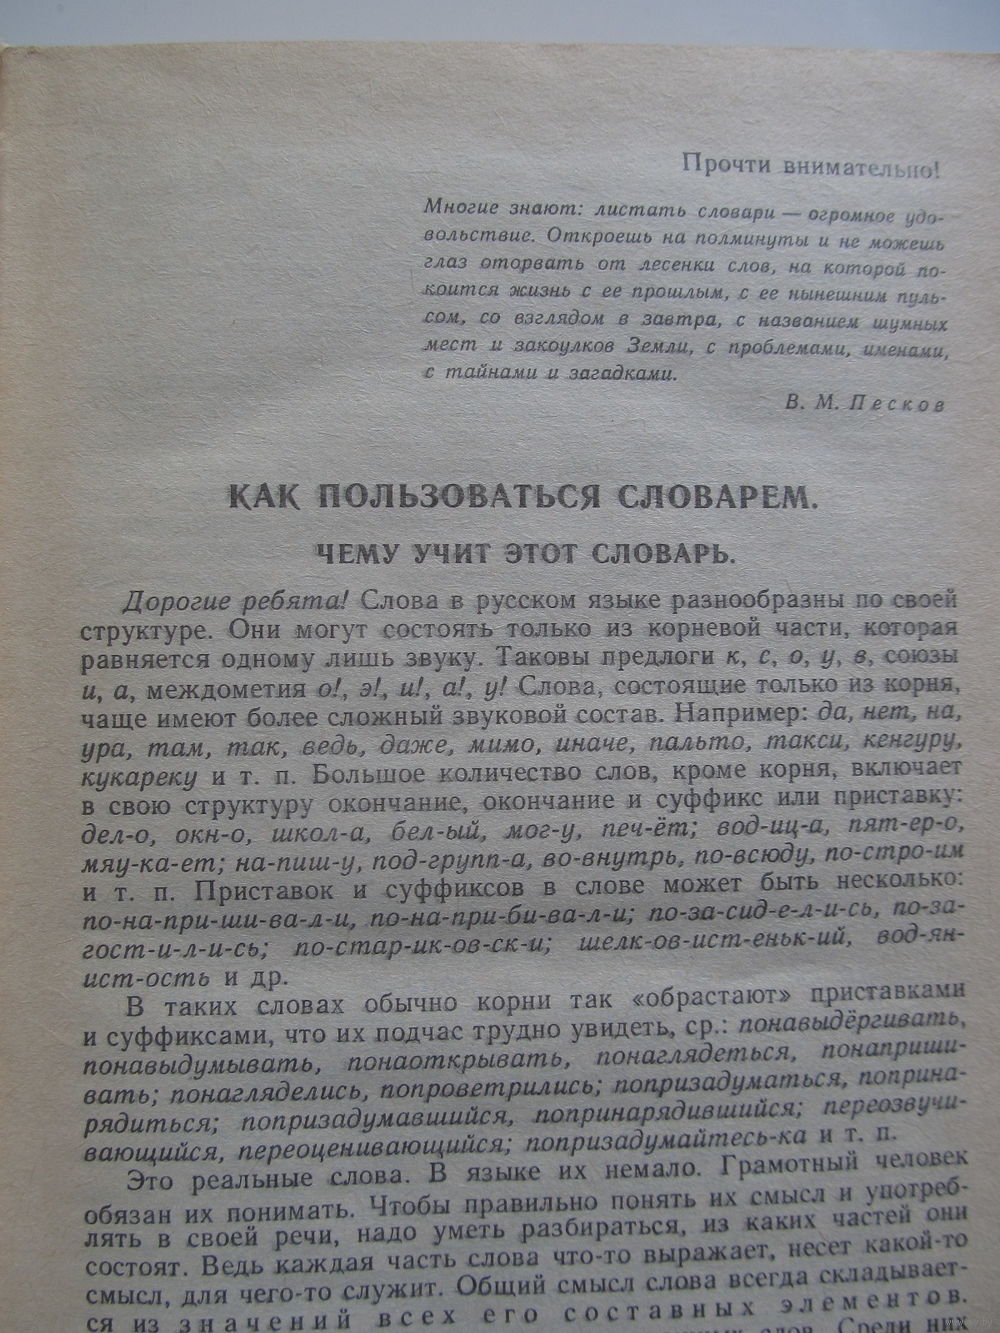 Прочти внимательно!
Многие знают: листать словари — огромное удо-
вольствие. Откроешь на полминуты и не можешь
глаз оторвать от лесенки слов, на которой по-
коится жизнь с ее прошлым, с ее нынешним пуль-
сом, со взглядом в завтра, с названием шумных
мест и закоулков Земли, с проблемами, именами,
с тайнами и загадками.
В. М. Песков
КАК ПОЛЬЗОВАТЬСЯ СЛОВАРЕМ.
ЧЕМУ УЧИТ ЭТОТ СЛОВАРЬ.
Дорогие ребята! Слова в русском языке разнообразны по своей
структуре. Они могут состоять только из корневой части, которая
равняется одному лишь звуку. Таковы предлоги к, с, о, у, в, союзы
и, а, междометия о!, э!, и!, а!, у! Слова, состоящие только из корня,
чаще имеют более сложный звуковой состав. Например: да, нет, на,
ура, там, так, ведь, даже, мимо, иначе, пальто, такси, кенгуру,
кукареку и т. п. Большое количество слов, кроме корня, включает
в свою структуру окончание, окончание и суффикс или приставку:
дел-о, окн-о, школ-а, бел-ый, мог-у, печ-ёт; вод-иц-а, пят-ер-о,
мяу-ка-ет; на-пиш-у, под-групп-а, во-внутрь, по-всюду, по-стро-им
и т. п. Приставок и суффиксов в слове может быть несколько:
по-на-при-ши-ва-л-и, по-на-при-би-ва-л-и; по-за-сид-е-л-и-сь, по-за-
гост-и-л-и-сь; по-стар-ик-ов-ск-и; шелк-ов-ист-еньк-ий, вод-ян-
ист-ость и др.
В таких словах обычно корни так «обрастают» приставками
и суффиксами, что их подчас трудно увидеть, ср.: понавыдёргивать,
понавыдумывать, понаоткрывать, понаглядеться, понапришu-
вать; понагляделись, попроветрились; попризадуматься, поприна-
рядиться; попризадумавшийся, попринарядившийся; переозвучи-
вающийся, переоценивающийся; попризадумайтесь-ка и т. п.
Это реальные слова. В языке их немало. Грамотный человек
обязан их понимать. Чтобы правильно понять их смысл и употреб-
лять в своей речи, надо уметь разбираться, из каких частей они
состоят. Ведь каждая часть слова что-то выражает, несет какой-то
смысл, для чего-то служит. Общий смысл слова всегда складывает-
ся из значений всех его составных элементов.
слов. Среди них